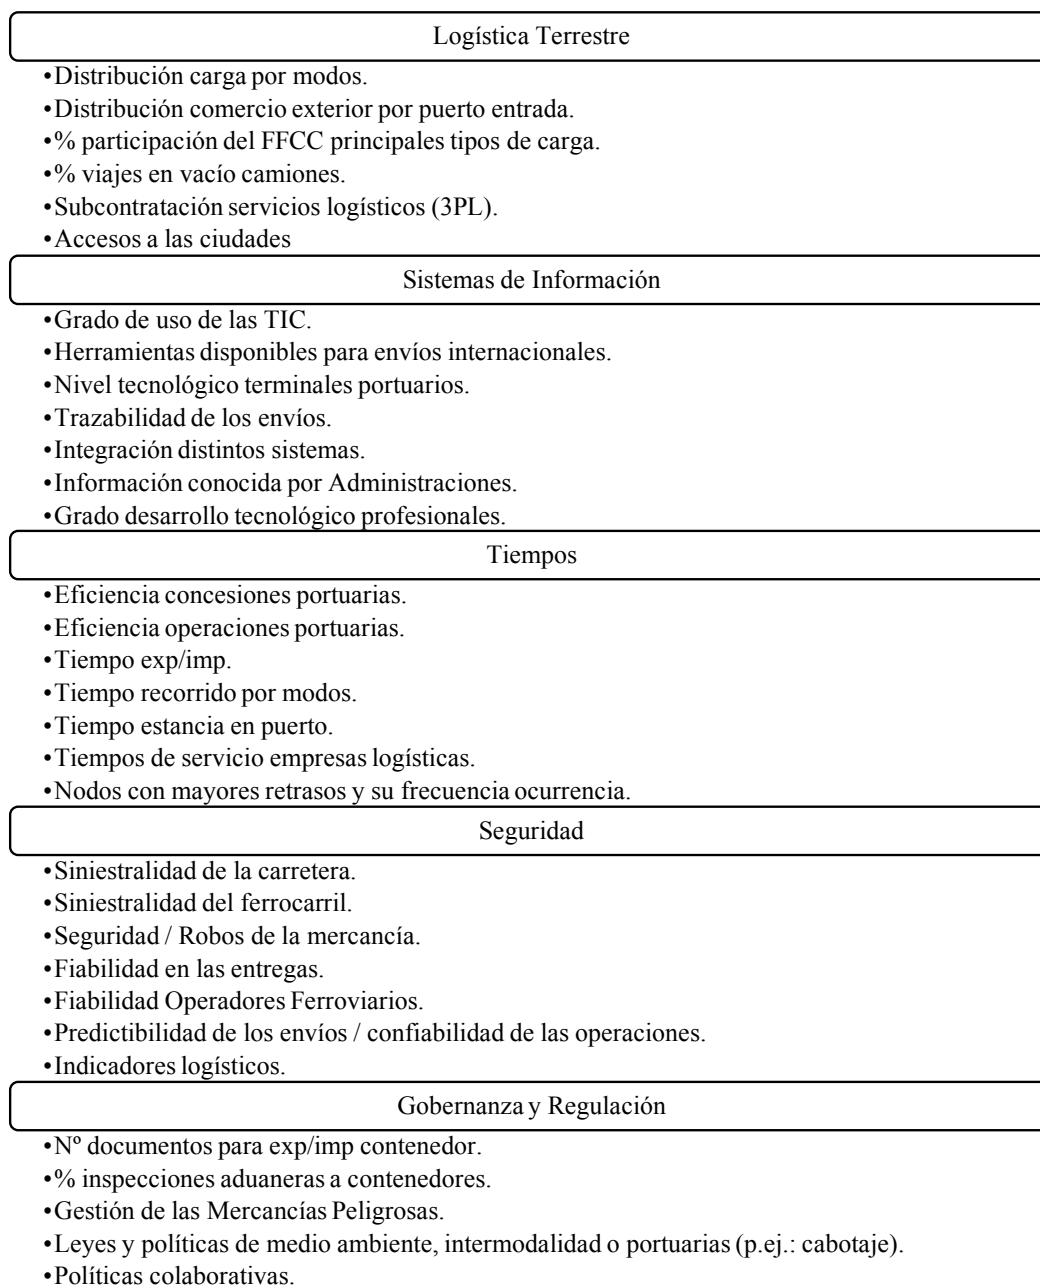 Logística Terrestre
•Distribución carga por modos.
•Distribución comercio exterior por puerto entrada.
•% participación del FFCC principales tipos de carga.
•% viajes en vacío camiones.
•Subcontratación servicios logísticos (3PL).
•Accesos a las ciudades
Sistemas de Información
•Grado de uso de las TIC.
•Herramientas disponibles para envíos internacionales.
•Nivel tecnológico terminales portuarios.
•Trazabilidad de los envíos.
•Integración distintos sistemas.
•Información conocida por Administraciones.
•Grado desarrollo tecnológico profesionales.
Tiempos
•Eficiencia concesiones portuarias.
•Eficiencia operaciones portuarias.
•Tiempo exp/imp.
•Tiempo recorrido por modos.
•Tiempo estancia en puerto.
•Tiempos de servicio empresas logísticas.
•Nodos con mayores retrasos y su frecuencia ocurrencia.
Seguridad
•Siniestralidad de la carretera.
•Siniestralidad del ferrocarril.
•Seguridad / Robos de la mercancía.
•Fiabilidad en las entregas.
•Fiabilidad Operadores Ferroviarios.
•Predictibilidad de los envíos / confiabilidad de las operaciones.
•Indicadores logísticos.
Gobernanza y Regulación
•Nº documentos para exp/imp contenedor.
•% inspecciones aduaneras a contenedores.
•Gestión de las Mercancías Peligrosas.
•Leyes y políticas de medio ambiente, intermodalidad o portuarias (p.ej.: cabotaje).
•Políticas colaborativas.